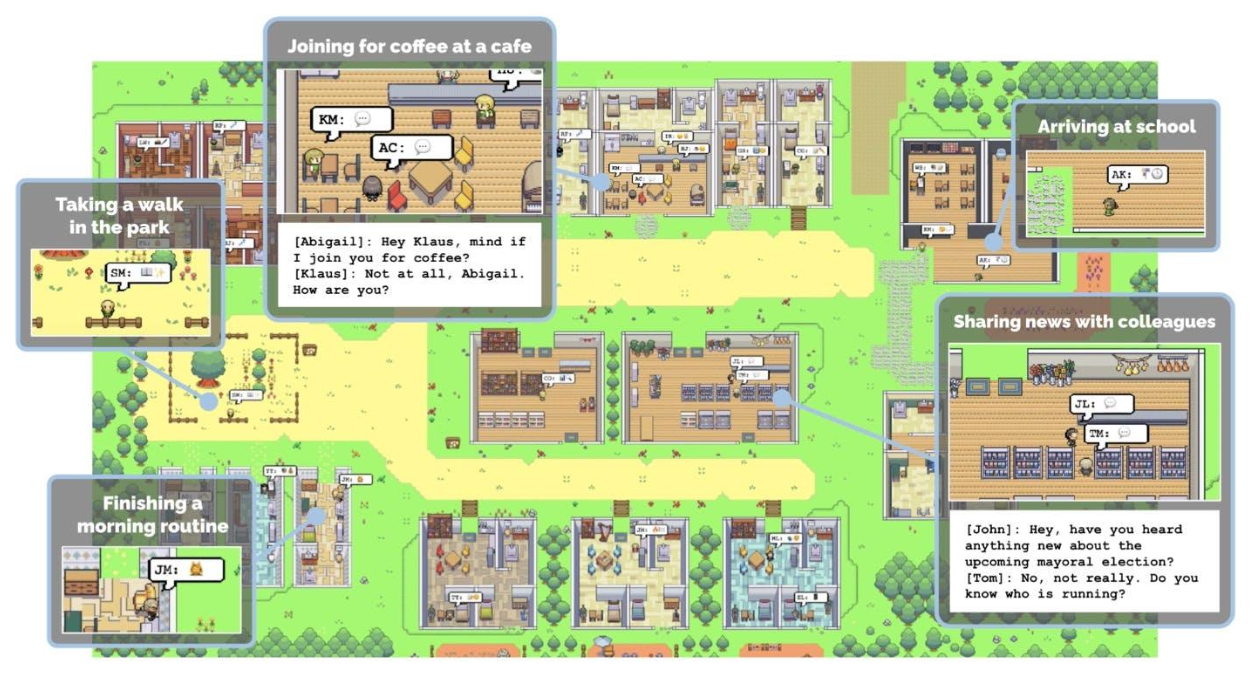 Joining for coffee at a cafe
KM:
AC:
[Abigail]: Hey Klaus, mind if
I join you for coffee?
[Klaus]: Not at all, Abigail.
How are you?
Taking a walk
in the park
SM:
Arriving at school
AK:
Sharing news with colleagues
JL:
TM:
[John]: Hey, have you heard
anything new about the
upcoming mayoral election?
[Tom]: No, not really. Do you
know who is running?
Finishing a
morning routine
JM: